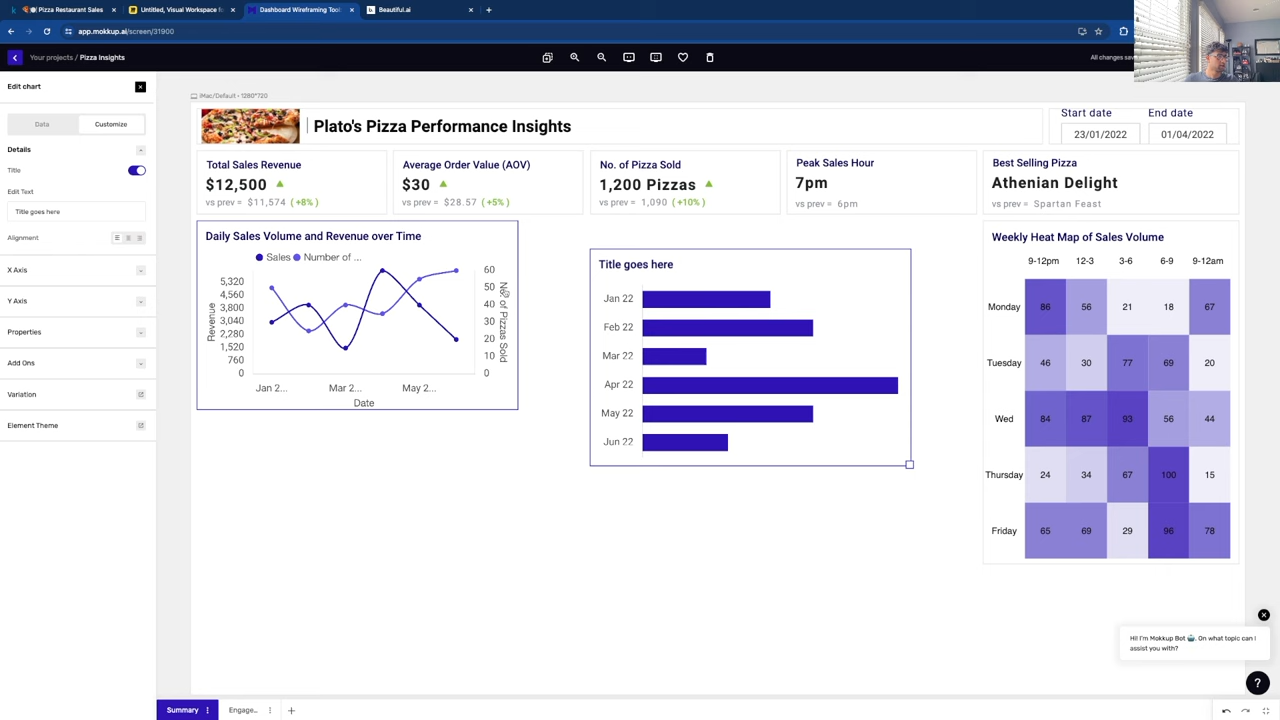 Pizza Restaurant Sales
Untitled, Visual Workspace f
Dashboard Wireframing Tool
Beautiful.ai
app.mokkup.ai/screen/31900
Your projects / Pizza Insights
All changes save
Edit chart
Data
Customize
Details
Title
Edit Text
Title goes here
Alignment
X Axis
Y Axis
Properties
Add Ons
Variation
Element Theme
iMac/Default • 1280*720
Plato's Pizza Performance Insights
Start date
End date
23/01/2022
01/04/2022
Total Sales Revenue
$12,500
vs prev = $11,574 (+8%)
Average Order Value (AOV)
$30
vs prev = $28.57 (+5%)
No. of Pizza Sold
1,200 Pizzas
vs prev = 1,090 (+10%)
Peak Sales Hour
7pm
vs prev = 6pm
Best Selling Pizza
Athenian Delight
vs prev = Spartan Feast
Daily Sales Volume and Revenue over Time
Sales Number of ...
5,320
4,560
3,800
3,040
2,280
1,520
760
0
Revenue
60
50
40
30
20
10
0
No of Pizzas Sold
Jan 2... Mar 2... May 2...
Date
Title goes here
Jan 22
Feb 22
Mar 22
Apr 22
May 22
Jun 22
Weekly Heat Map of Sales Volume
9-12pm 12-3 3-6 6-9 9-12am
Monday 86 56 21 18 67
Tuesday 46 30 77 69 20
Wed 84 87 93 56 44
Thursday 24 34 67 100 15
Friday 65 69 29 96 78
Hi! I'm Mokkup Bot. On what topic can I
assist you with?
?
Summary
Engage...